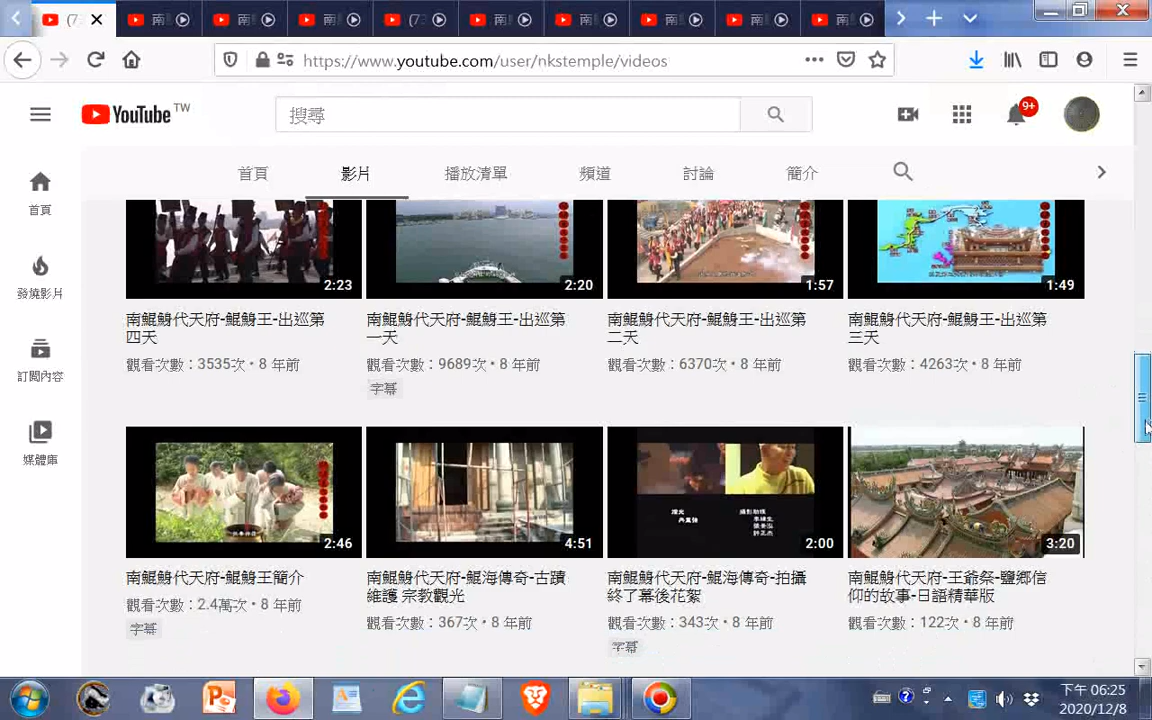 (7
南
南
南
(7
南
南
南
南
南
https://www.youtube.com/user/nkstemple/videos
YouTube TW
搜尋
9+
首頁
影片
播放清單
頻道
討論
簡介
首頁
發燒影片
訂閱內容
媒體庫
2:23
2:20
1:57
1:49
南鯤鯓代天府-鯤鯓王-出巡第
四天
觀看次數：3535次・8 年前
南鯤鯓代天府-鯤鯓王-出巡第
一天
觀看次數：9689次・8 年前
字幕
南鯤鯓代天府-鯤鯓王-出巡第
二天
觀看次數：6370次・8 年前
南鯤鯓代天府-鯤鯓王-出巡第
三天
觀看次數：4263次・8 年前
2:46
4:51
2:00
3:20
南鯤鯓代天府-鯤鯓王簡介
觀看次數：2.4萬次・8 年前
字幕
南鯤鯓代天府-鯤海傳奇-古蹟
維護 宗教觀光
觀看次數：367次・8 年前
南鯤鯓代天府-鯤海傳奇-拍攝
終了幕後花絮
觀看次數：343次・8 年前
字幕
南鯤鯓代天府-王爺祭-鹽鄉信
仰的故事-日語精華版
觀看次數：122次・8 年前
下午 06:25
2020/12/8